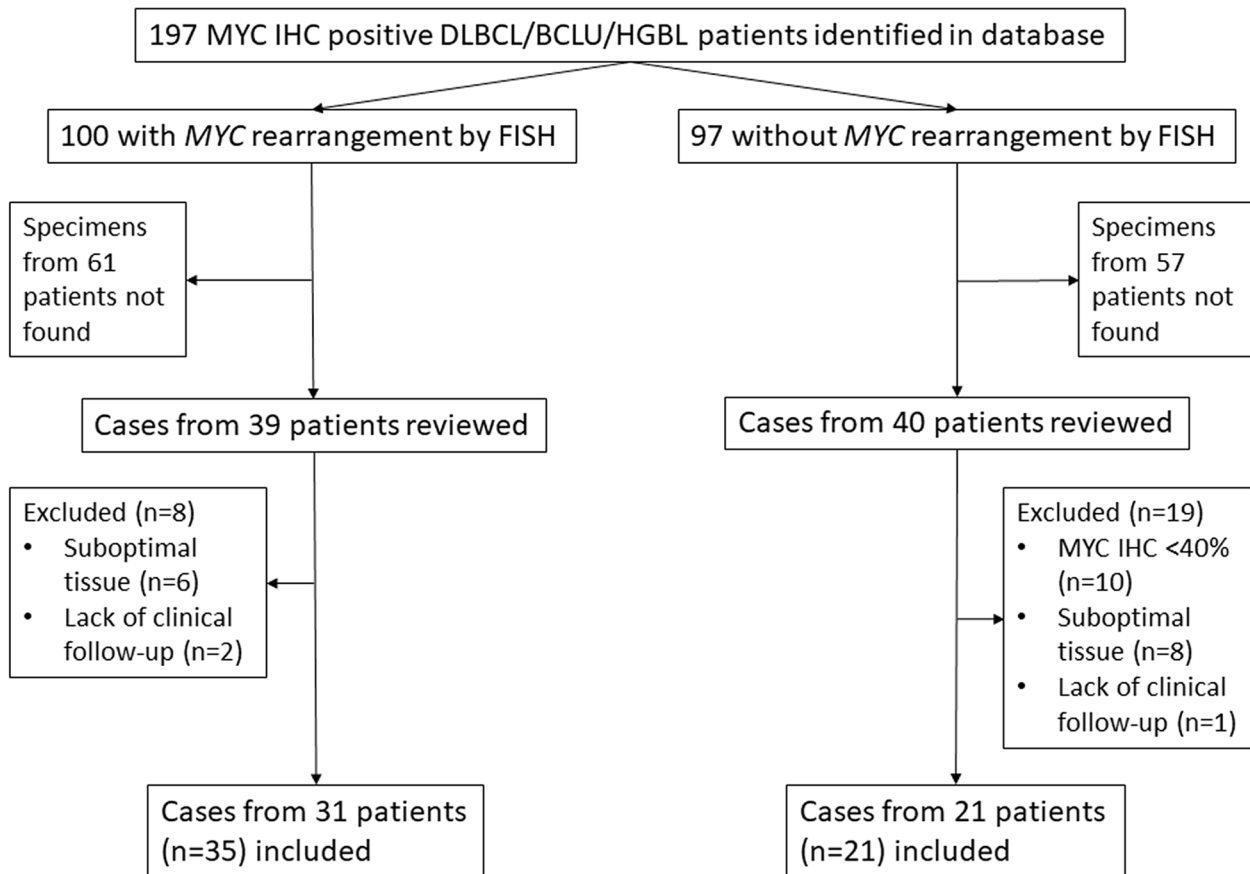 197 MYC IHC positive DLBCL/BCLU/HGBL patients identified in database
100 with MYC rearrangement by FISH
97 without MYC rearrangement by FISH
Specimens
from 61
patients not
found
Specimens
from 57
patients not
found
Cases from 39 patients reviewed
Cases from 40 patients reviewed
Excluded (n=8)
• Suboptimal
tissue (n=6)
• Lack of clinical
follow-up (n=2)
Excluded (n=19)
• MYC IHC <40%
(n=10)
• Suboptimal
tissue (n=8)
• Lack of clinical
follow-up (n=1)
Cases from 31 patients
(n=35) included
Cases from 21 patients
(n=21) included